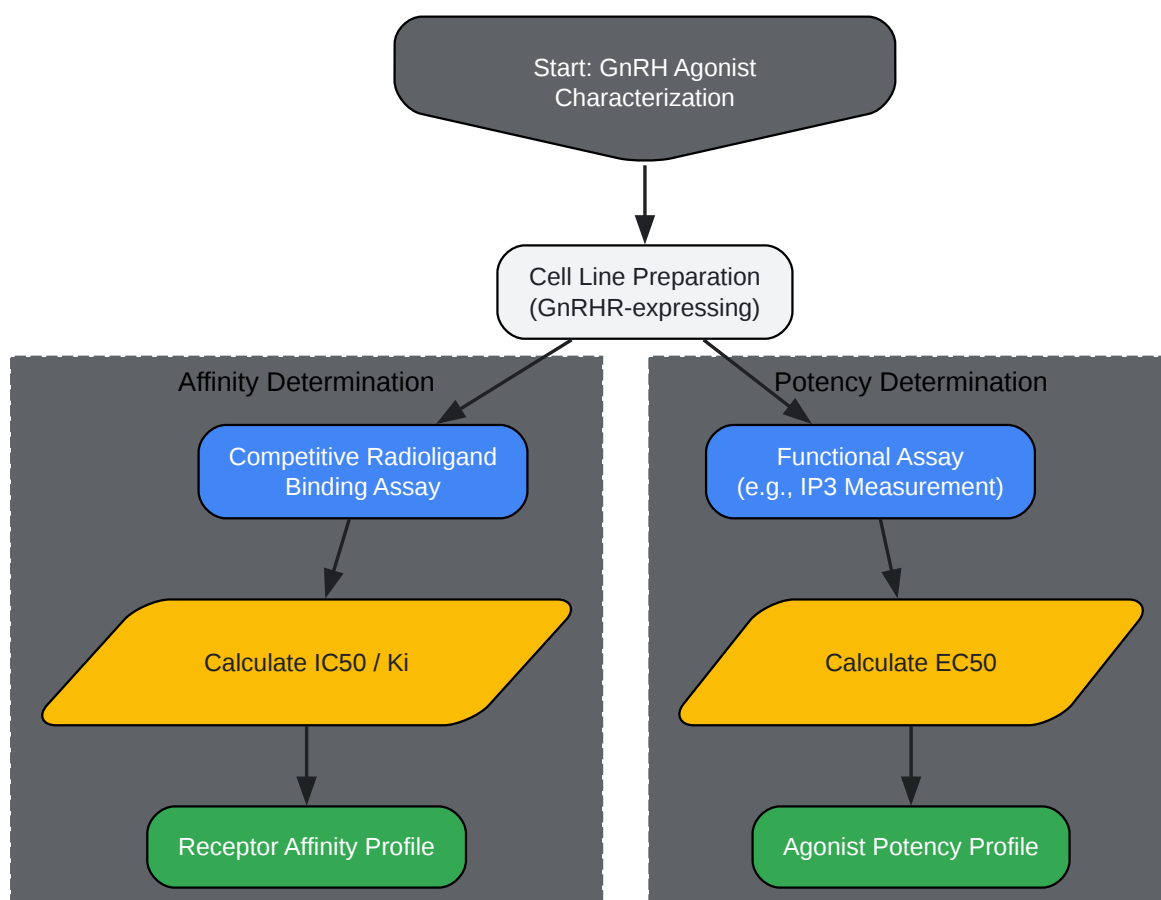 Start: GnRH Agonist
Characterization
Cell Line Preparation
(GnRHR-expressing)
Affinity Determination
Competitive Radioligand
Binding Assay
Calculate IC50 / Ki
Receptor Affinity Profile
Potency Determination
Functional Assay
(e.g., IP3 Measurement)
Calculate EC50
Agonist Potency Profile